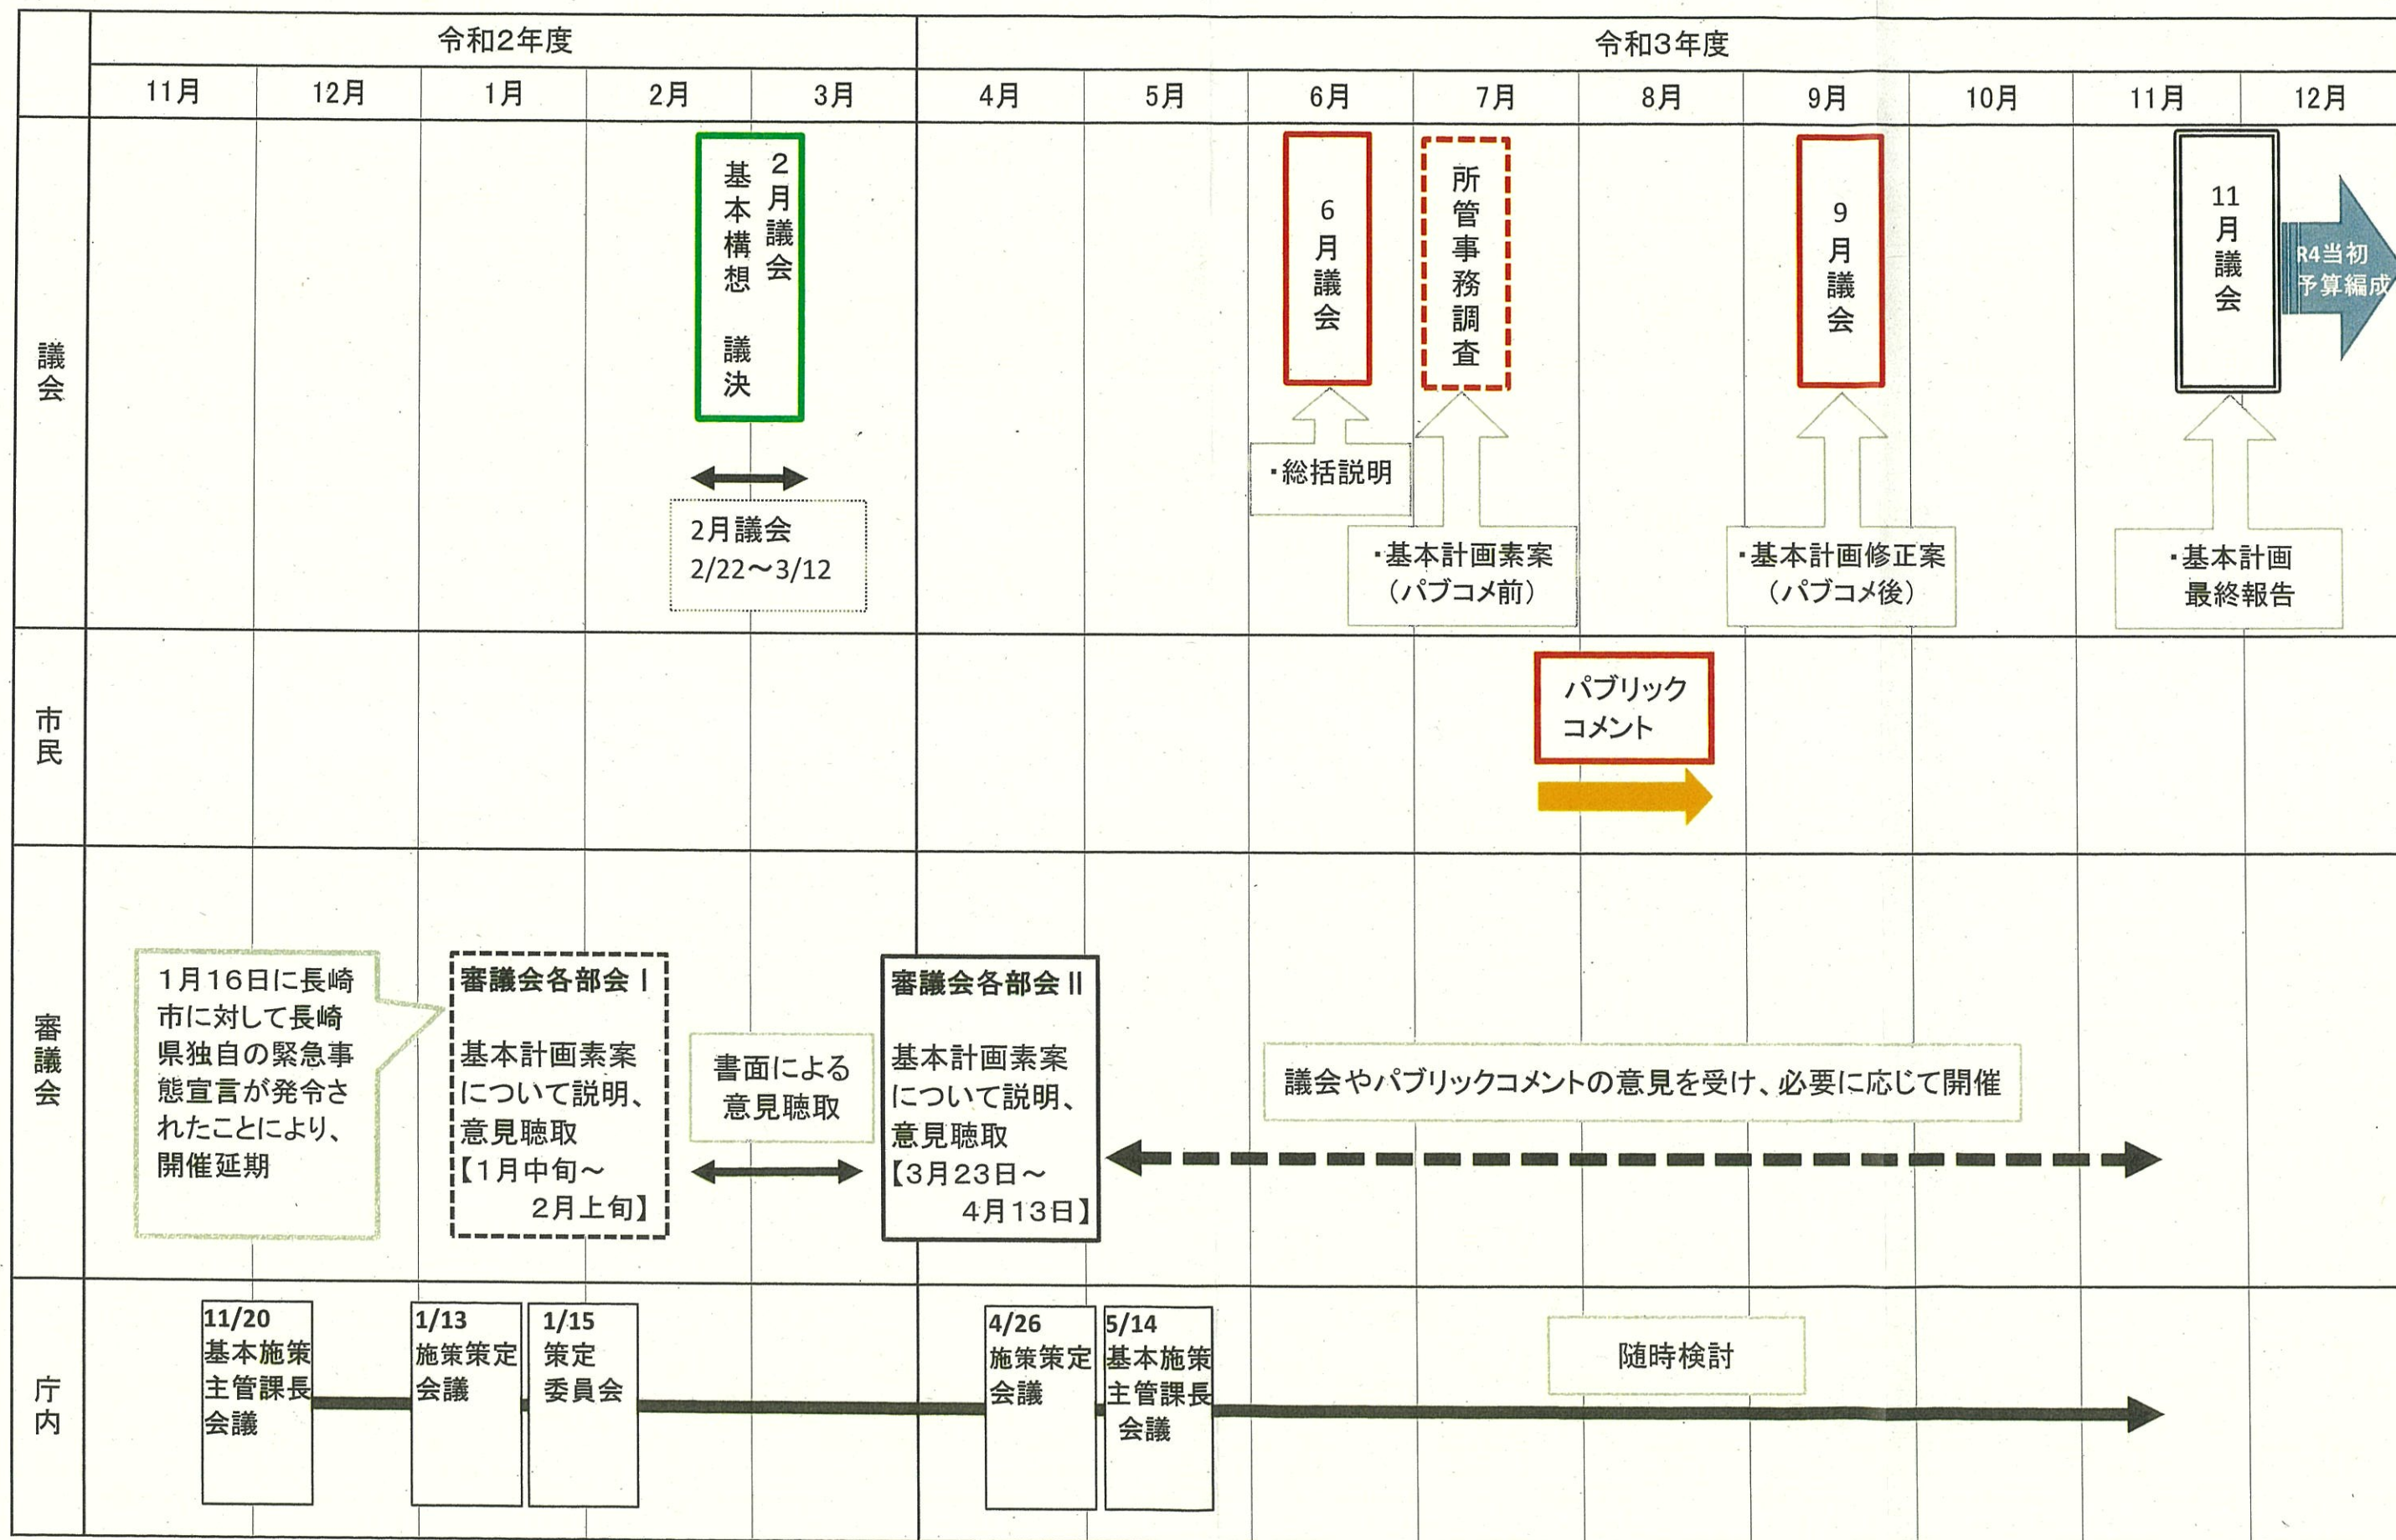 令和2年度
令和3年度
11月
12月
1月
2月
3月
4月
5月
6月
7月
8月
9月
10月
11月
12月
議会
2月議会
基本構想 議決
2月議会
2/22～3/12
6月議会
・総括説明
所管事務調査
・基本計画素案
（パブコメ前）
9月議会
・基本計画修正案
（パブコメ後）
11月議会
・基本計画
最終報告
R4当初
予算編成
市民
パブリック
コメント
審議会
1月16日に長崎
市に対して長崎
県独自の緊急事
態宣言が発令さ
れたことにより、
開催延期
審議会各部会Ⅰ
基本計画素案
について説明、
意見聴取
【1月中旬～
2月上旬】
書面による
意見聴取
審議会各部会Ⅱ
基本計画素案
について説明、
意見聴取
【3月23日～
4月13日】
議会やパブリックコメントの意見を受け、必要に応じて開催
庁内
11/20
基本施策
主管課長
会議
1/13
施策策定
会議
1/15
策定
委員会
4/26
施策策定
会議
5/14
基本施策
主管課長
会議
随時検討